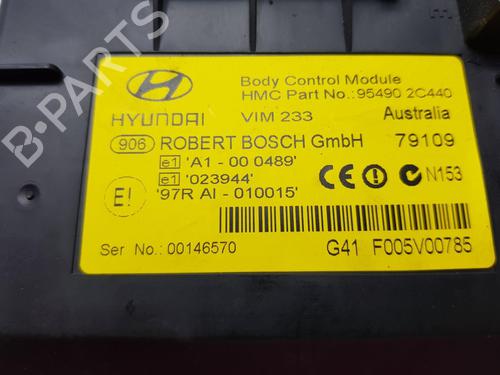 B-PARTS
Body Control Module
HMC Part No.:95490 2C440
HYUNDAI VIM 233 Australia
906 ROBERT BOSCH GmbH 79109
e1 'A1-00 0489'
e1 '023944' CE N153
E! '97R AI-010015'
Ser No.: 00146570 G41 F005V00785